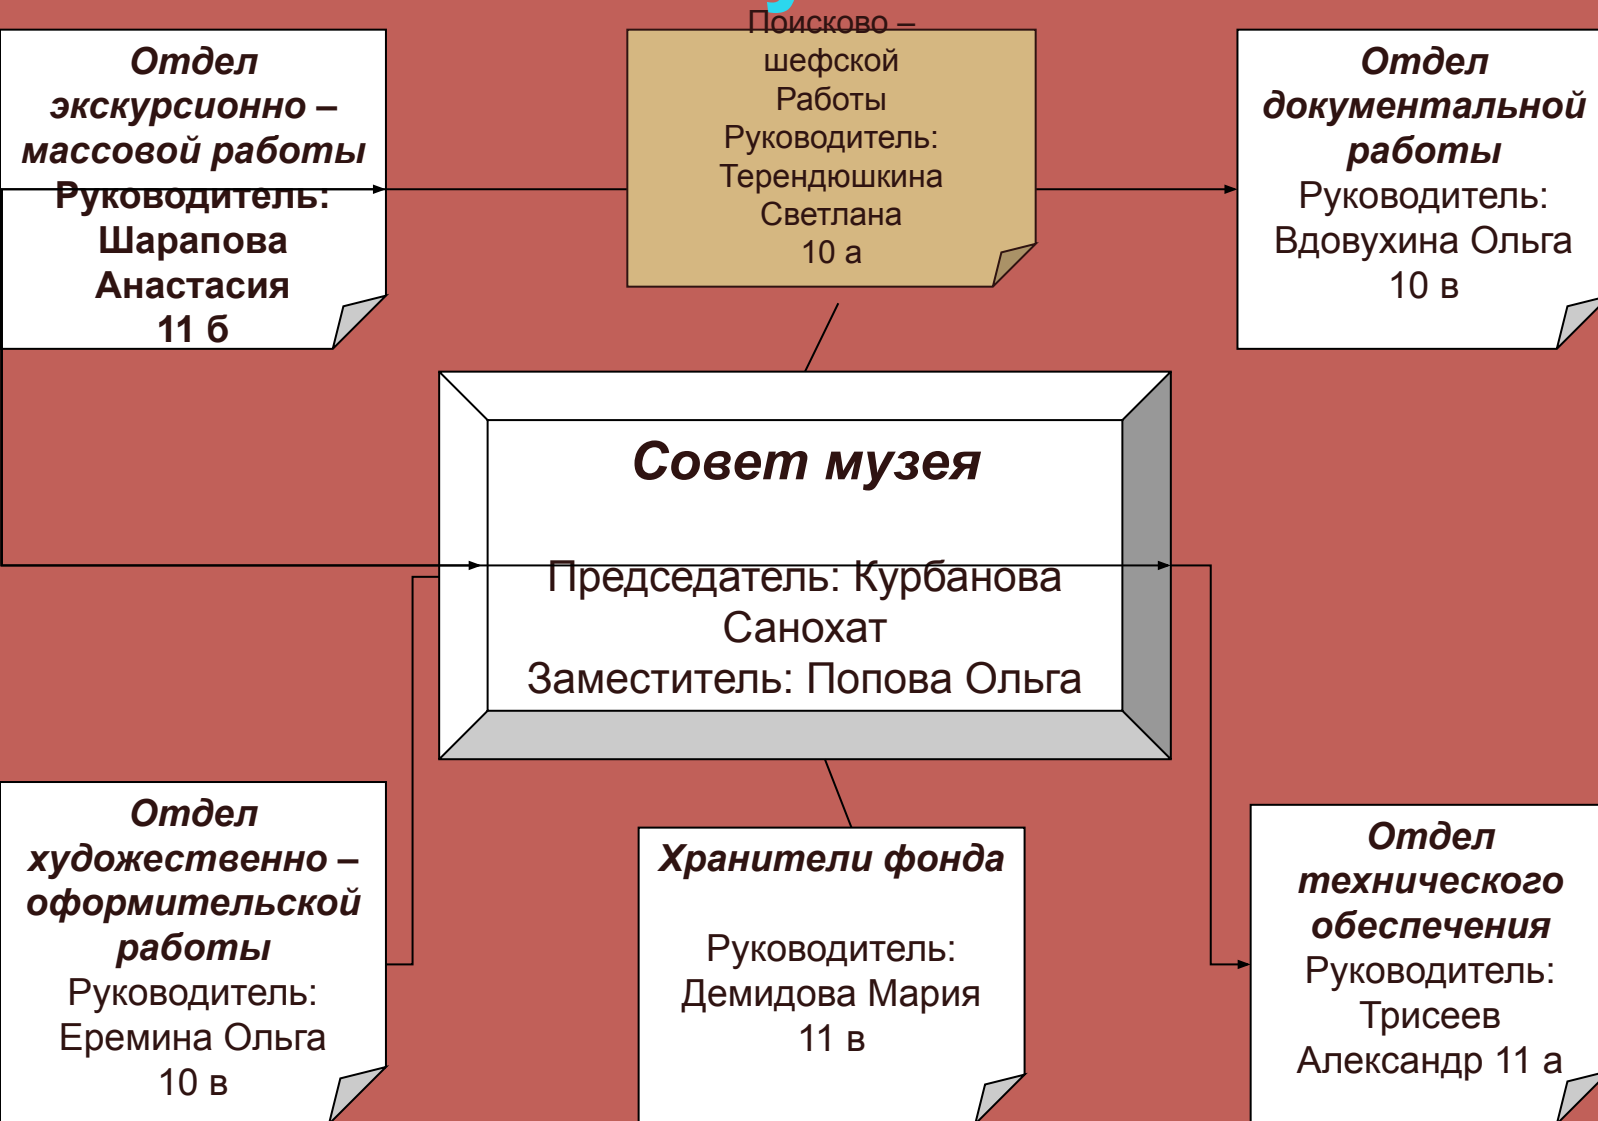 Отдел
экскурсионно –
массовой работы
Руководитель:
Шарапова
Анастасия
11 б
Поисково –
шефской
Работы
Руководитель:
Терендюшкина
Светлана
10 а
Отдел
документальной
работы
Руководитель:
Вдовухина Ольга
10 в
Совет музея
Председатель: Курбанова
Санохат
Заместитель: Попова Ольга
Отдел
художественно –
оформительской
работы
Руководитель:
Еремина Ольга
10 в
Хранители фонда
Руководитель:
Демидова Мария
11 в
Отдел
технического
обеспечения
Руководитель:
Трисеев
Александр 11 а